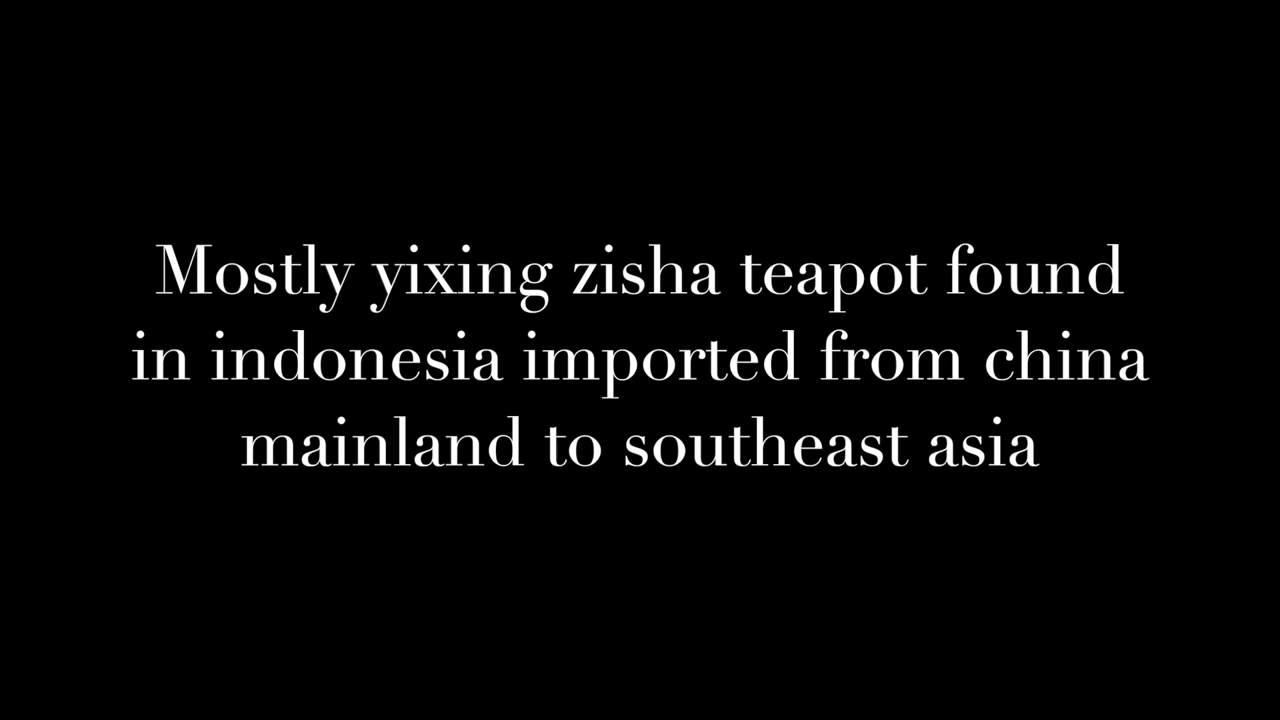 Mostly yixing zisha teapot found
in indonesia imported from china
mainland to southeast asia